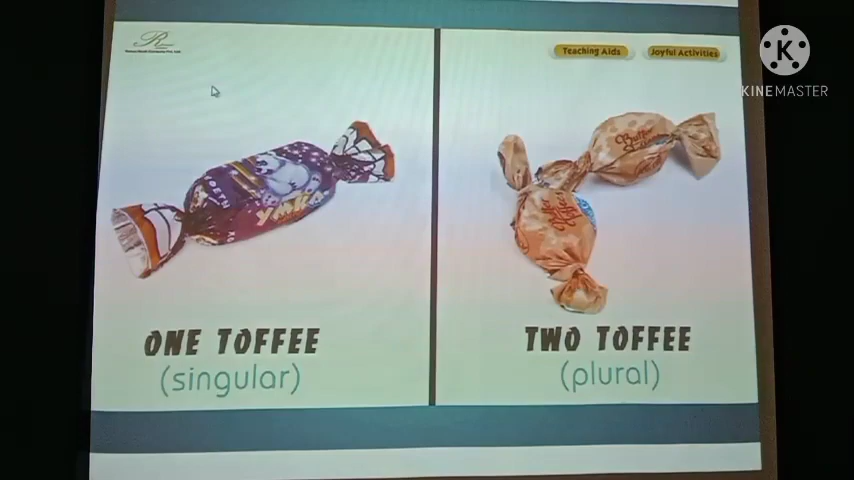 Teaching Aids
Joyful Activities
KINEMASTER
ONE TOFFEE
(singular)
TWO TOFFEE
(plural)